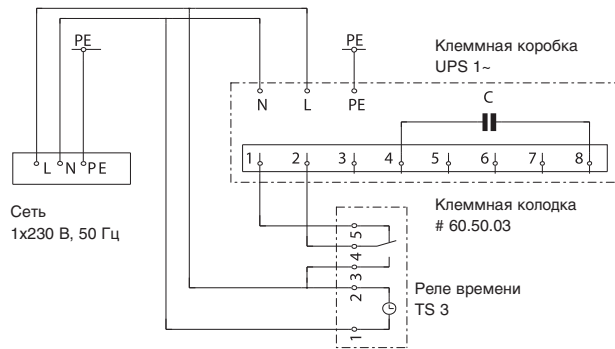 PE
PE
Клеммная коробка
UPS 1~
N L PE
C
1 2 3 4 5 6 7 8
L N PE
Сеть
1x230 В, 50 Гц
Клеммная колодка
# 60.50.03
5
4
3
2
1
Реле времени
TS 3